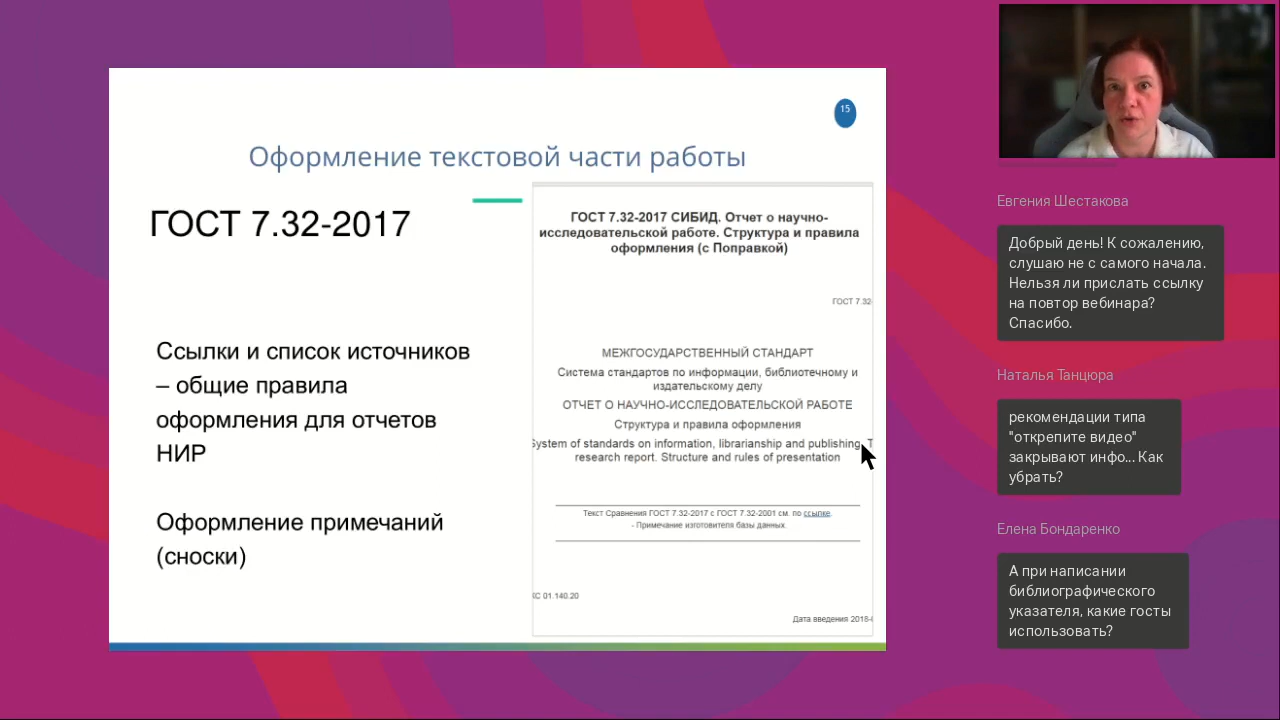 15
Оформление текстовой части работы
ГОСТ 7.32-2017
Ссылки и список источников
– общие правила
оформления для отчетов
НИР
Оформление примечаний
(сноски)
ГОСТ 7.32-2017 СИБИД. Отчет о научно-
исследовательской работе. Структура и правила
оформления (с Поправкой)
ГОСТ 7.32-
МЕЖГОСУДАРСТВЕННЫЙ СТАНДАРТ
Система стандартов по информации, библиотечному и
издательскому делу
ОТЧЕТ О НАУЧНО-ИССЛЕДОВАТЕЛЬСКОЙ РАБОТЕ
Структура и правила оформления
System of standards on information, librarianship and publishing. T
research report. Structure and rules of presentation
Текст Сравнения ГОСТ 7.32-2017 с ГОСТ 7.32-2001 см. по ссылке.
- Примечание изготовителя базы данных.
КС 01.140.20
Дата введения 2018-
Евгения Шестакова
Добрый день! К сожалению,
слушаю не с самого начала.
Нельзя ли прислать ссылку
на повтор вебинара?
Спасибо.
Наталья Танцюра
рекомендации типа
"открепите видео"
закрывают инфо... Как
убрать?
Елена Бондаренко
А при написании
библиографического
указателя, какие госты
использовать?